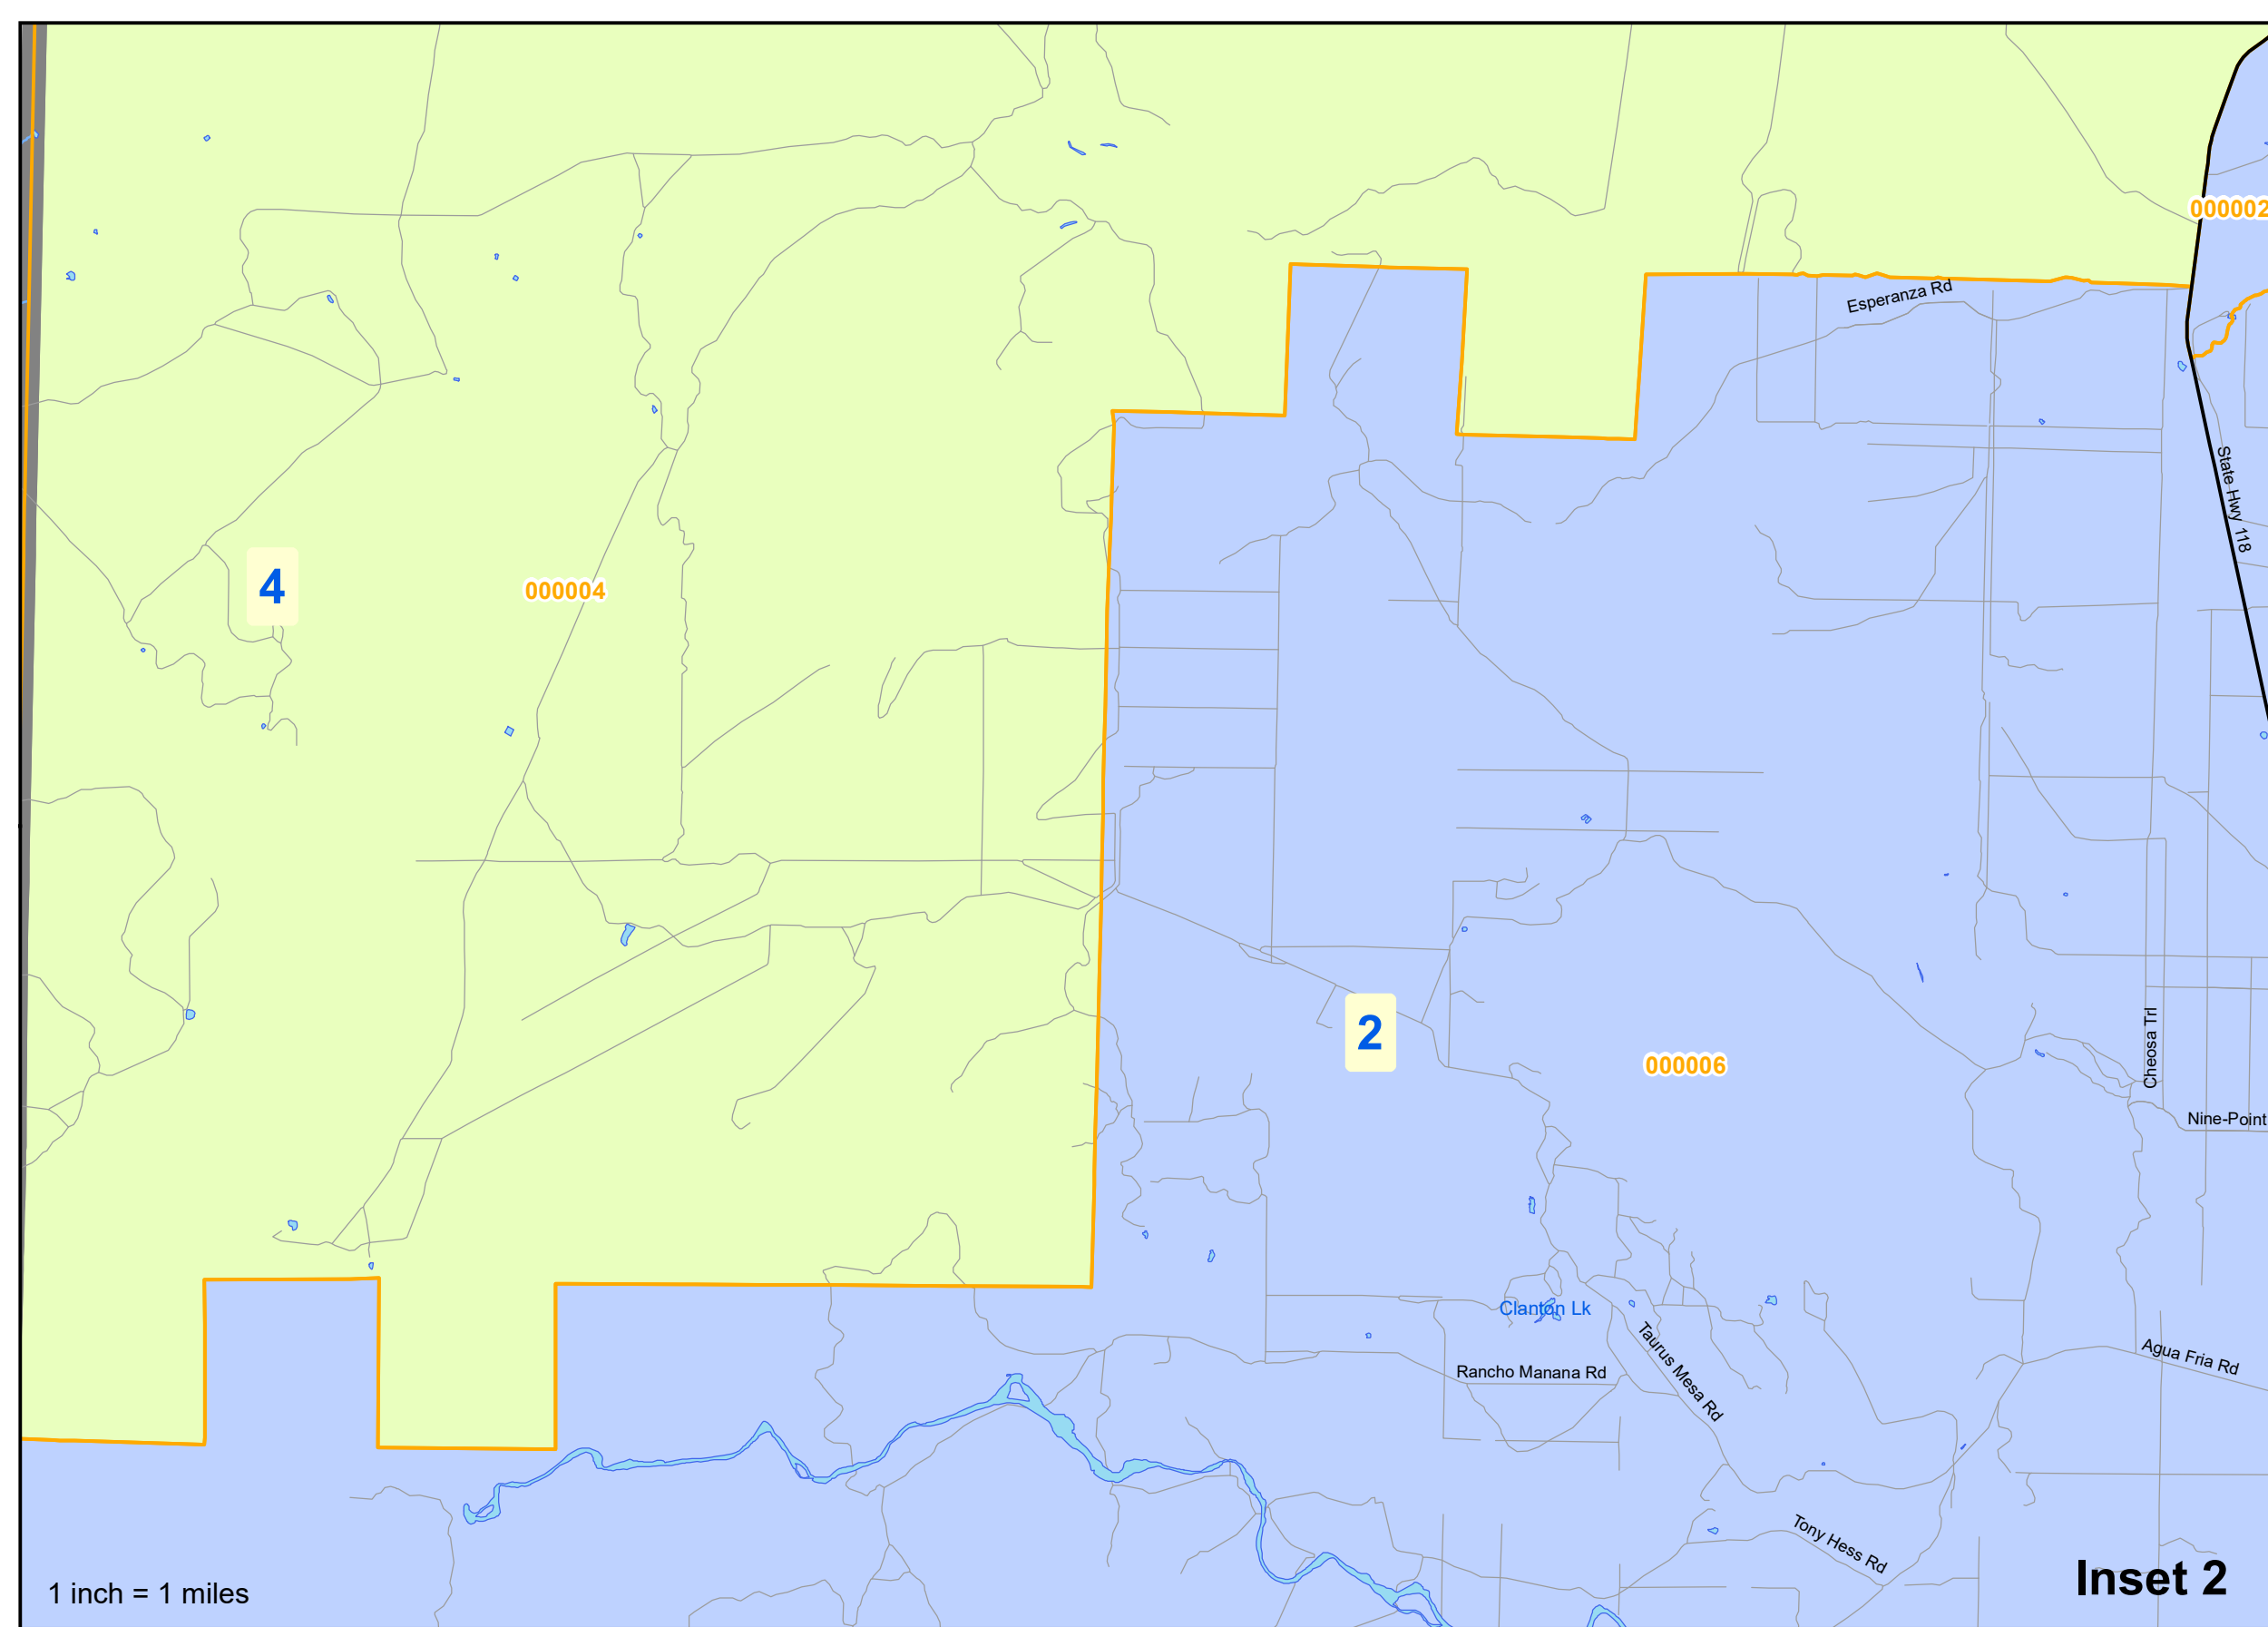 000002
Esperanza Rd
State Hwy 118
4
000004
2
000006
Cheosa Trl
Nine-Point
Clanton Lk
Taurus Mesa Rd
Rancho Manana Rd
Agua Fria Rd
Tony Hess Rd
1 inch = 1 miles
Inset 2